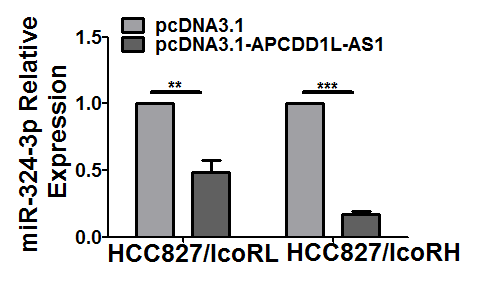 pcDNA3.1
pcDNA3.1-APCDD1L-AS1
miR-324-3p Relative
Expression
1.5
1.0
0.5
0.0
**
***
HCC827/IcoRL
HCC827/IcoRH